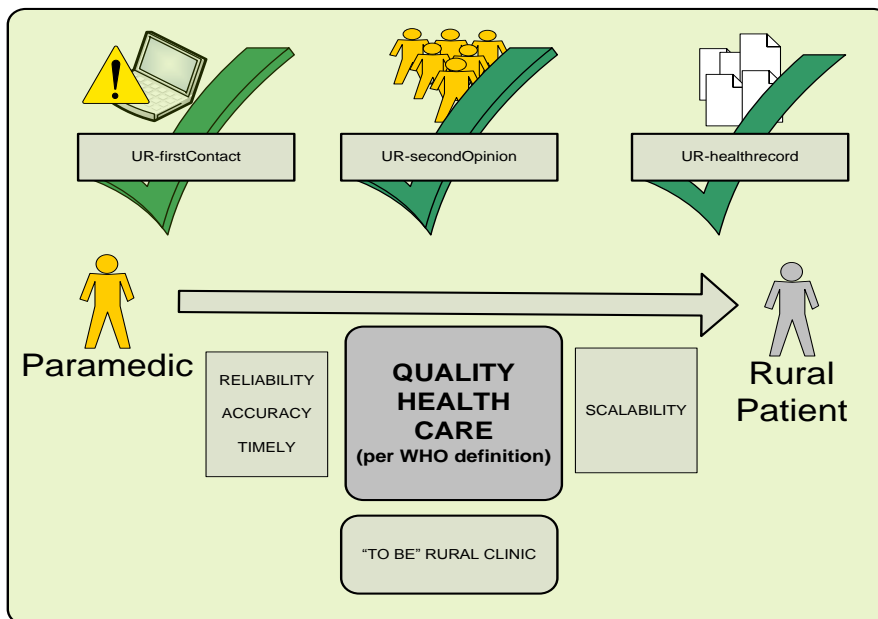 UR-firstContact
UR-secondOpinion
UR-healthrecord
Paramedic
RELIABILITY
ACCURACY
TIMELY
QUALITY
HEALTH
CARE
(per WHO definition)
SCALABILITY
Rural
Patient
“TO BE” RURAL CLINIC